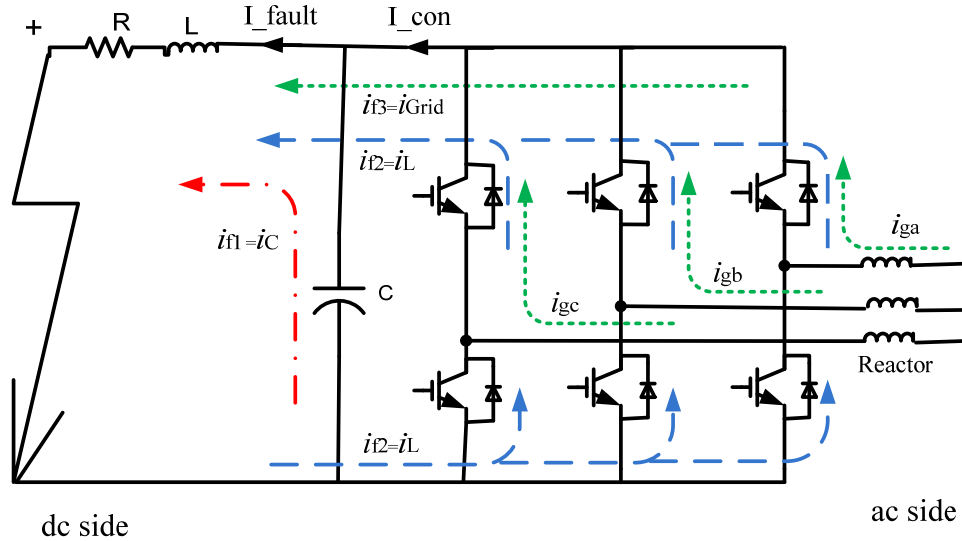 +
R
L
I_fault
I_con
if3=iGrid
if2=iL
if1=iC
iga
igb
igc
C
Reactor
if2=iL
dc side
ac side